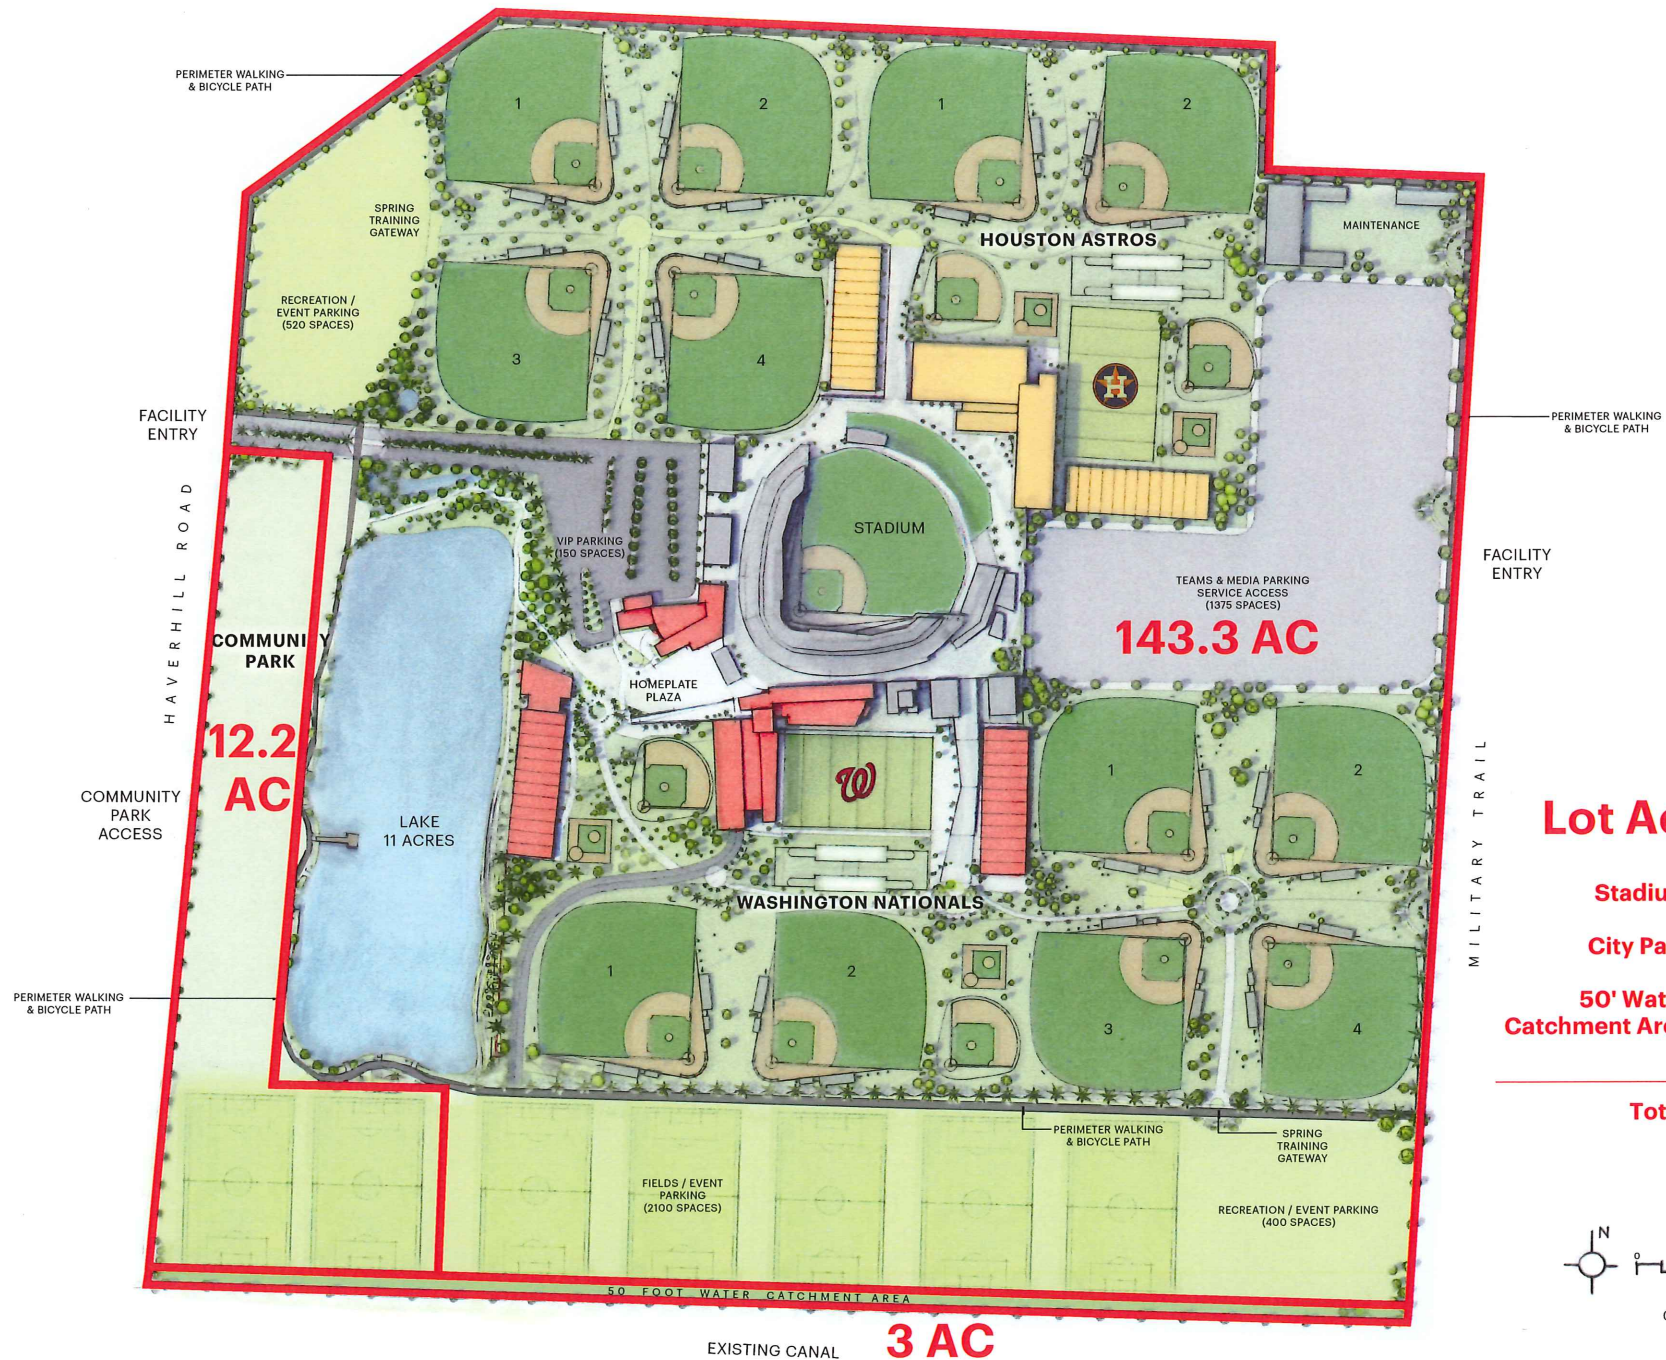 PERIMETER WALKING
& BICYCLE PATH
1
2
1
2
SPRING
TRAINING
GATEWAY
MAINTENANCE
HOUSTON ASTROS
RECREATION /
EVENT PARKING
(520 SPACES)
3
4
H
FACILITY
ENTRY
PERIMETER WALKING
& BICYCLE PATH
HAVERHILL ROAD
STADIUM
VIP PARKING
(150 SPACES)
FACILITY
ENTRY
TEAMS & MEDIA PARKING
SERVICE ACCESS
(1375 SPACES)
143.3 AC
COMMUNITY
PARK
HOMEPLATE
PLAZA
12.2
AC
1
2
W
MILITARY TRAIL
COMMUNITY
PARK
ACCESS
LAKE
11 ACRES
Lot Ac
Stadiu
WASHINGTON NATIONALS
City Pa
1
2
3
4
PERIMETER WALKING
& BICYCLE PATH
50' Wat
Catchment Are
Tot
PERIMETER WALKING
& BICYCLE PATH
SPRING
TRAINING
GATEWAY
FIELDS / EVENT
PARKING
(2100 SPACES)
RECREATION / EVENT PARKING
(400 SPACES)
N
0
50 FOOT WATER CATCHMENT AREA
EXISTING CANAL
3 AC